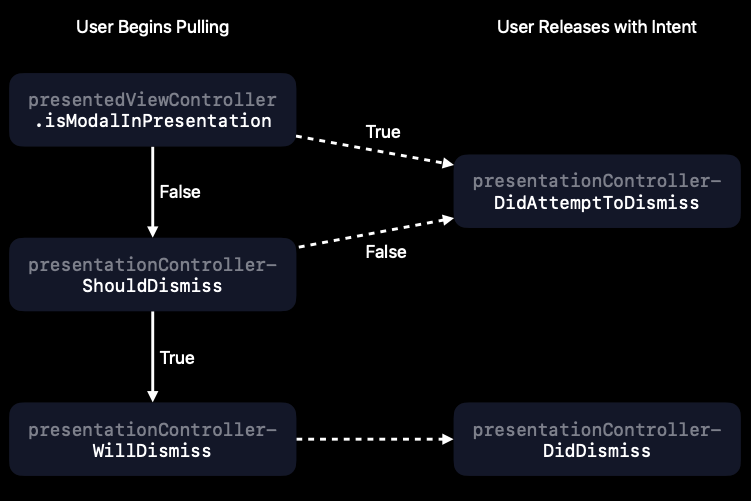 User Begins Pulling
User Releases with Intent
presentedViewController
.isModalInPresentation
True
presentationController-
DidAttemptToDismiss
False
False
presentationController-
ShouldDismiss
True
presentationController-
WillDismiss
presentationController-
DidDismiss